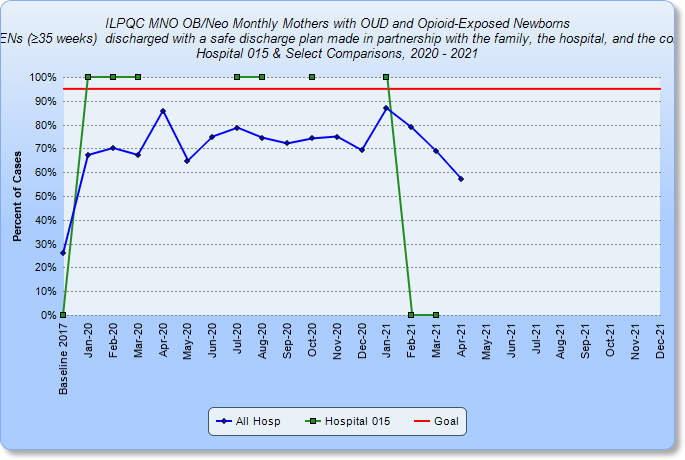 ILPQC MNO OB/Neo Monthly Mothers with OUD and Opioid-Exposed Newborns
ENs (≥35 weeks)  discharged with a safe discharge plan made in partnership with the family, the hospital, and the co
Hospital 015 & Select Comparisons, 2020 - 2021
100%
90%
80%
70%
60%
50%
40%
30%
20%
10%
0%
Percent of Cases
Baseline 2017
Jan-20
Feb-20
Mar-20
Apr-20
May-20
Jun-20
Jul-20
Aug-20
Sep-20
Oct-20
Nov-20
Dec-20
Jan-21
Feb-21
Mar-21
Apr-21
May-21
Jun-21
Jul-21
Aug-21
Sep-21
Oct-21
Nov-21
Dec-21
All Hosp
Hospital 015
Goal